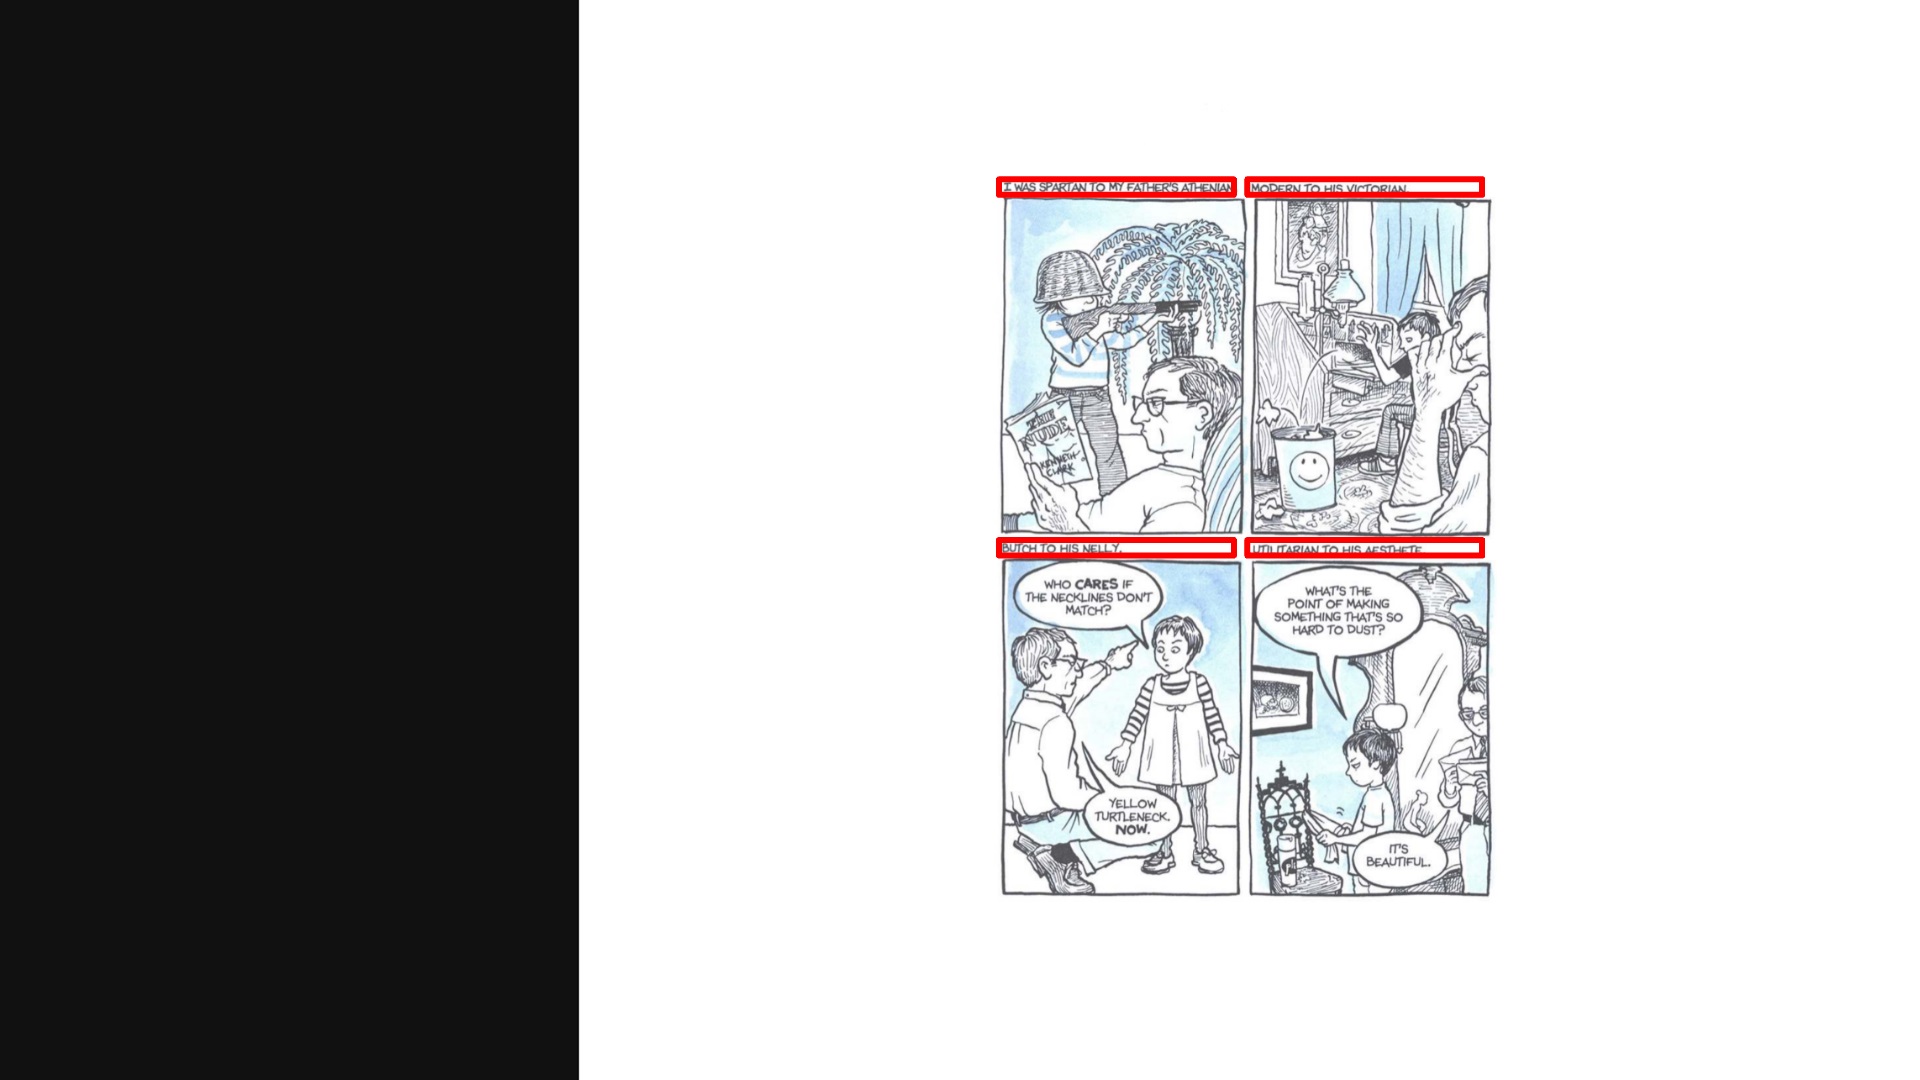 I WAS SPARTAN TO MY FATHER'S ATHENIAN
MODERN TO HIS VICTORIAN.
THE
NUDE
KENNETH
CLARK
BUTCH TO HIS NELLY.
UTILITARIAN TO HIS AESTHETE.
WHO CARES IF
THE NECKLINES DON'T
MATCH?
YELLOW
TURTLENECK.
NOW.
WHAT'S THE
POINT OF MAKING
SOMETHING THAT'S SO
HARD TO DUST?
IT'S
BEAUTIFUL.